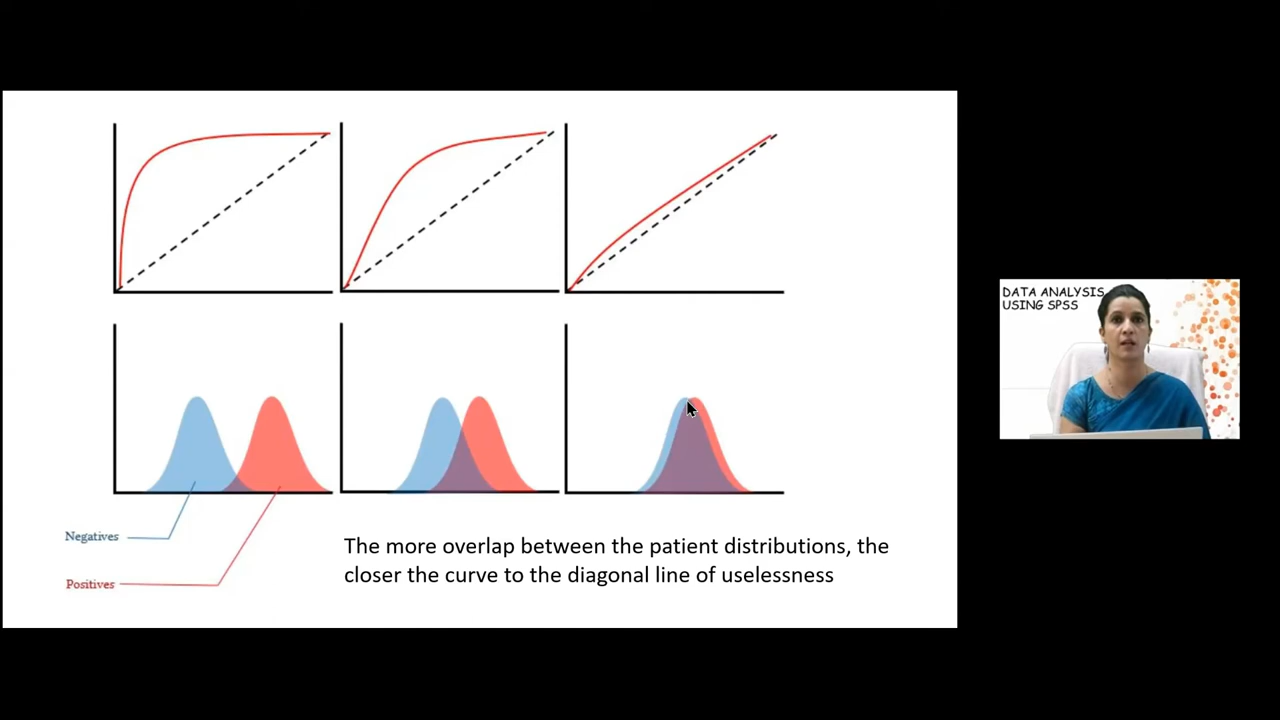 DATA ANALYSIS
USING SPSS
Negatives
Positives
The more overlap between the patient distributions, the
closer the curve to the diagonal line of uselessness